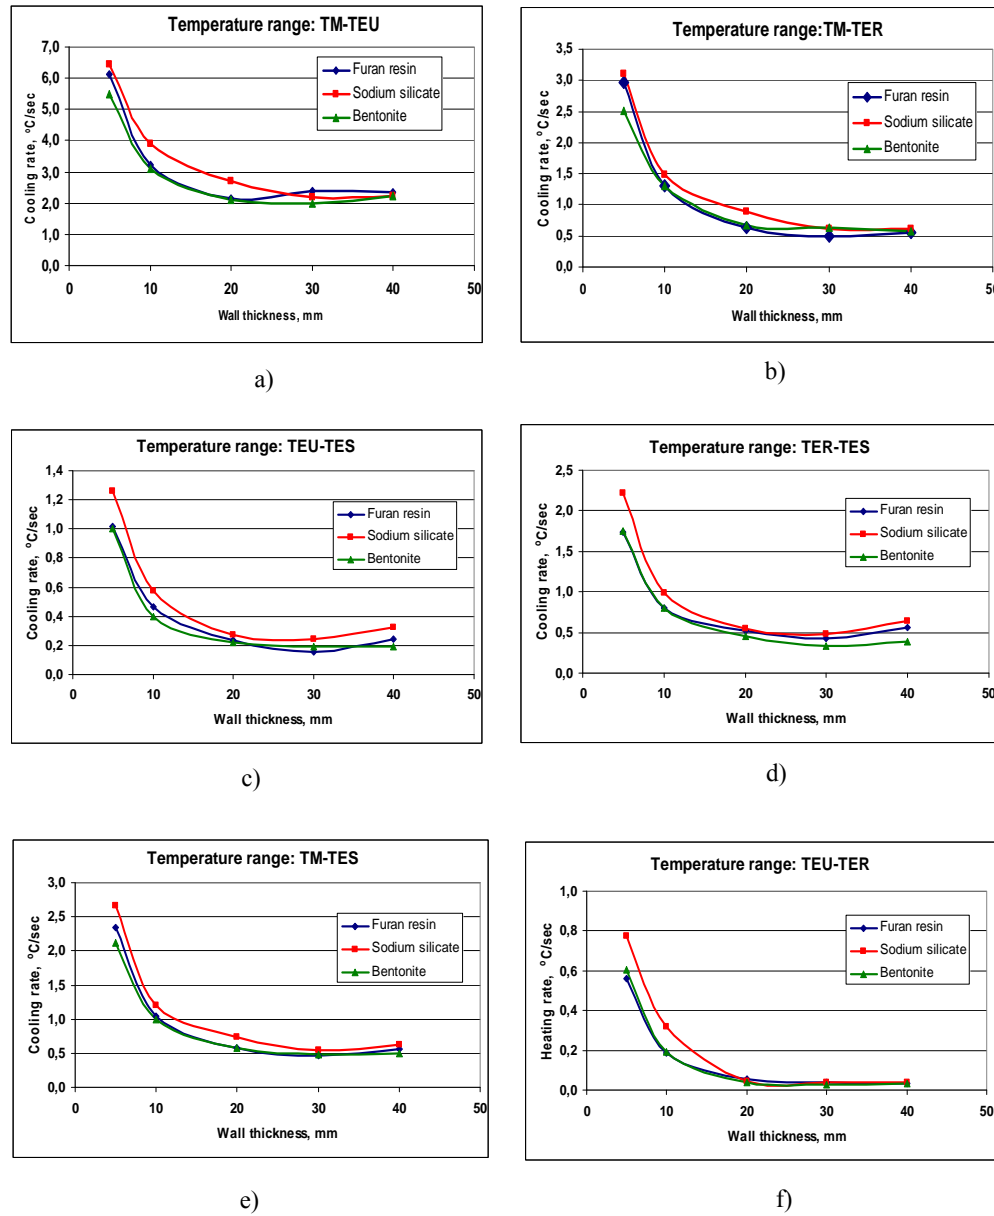 Temperature range: TM-TEU
7,0
6,0
5,0
4,0
3,0
2,0
1,0
0,0
Cooling rate, °C/sec
Furan resin
Sodium silicate
Bentonite
0 10 20 30 40 50
Wall thickness, mm
a)
Temperature range:TM-TER
3,5
3,0
2,5
2,0
1,5
1,0
0,5
0,0
Cooling rate, °C/sec
Furan resin
Sodium silicate
Bentonite
0 10 20 30 40 50
Wall thickness, mm
b)
Temperature range: TEU-TES
1,4
1,2
1,0
0,8
0,6
0,4
0,2
0,0
Cooling rate, °C/sec
Furan resin
Sodium silicate
Bentonite
0 10 20 30 40 50
Wall thickness, mm
c)
Temperature range: TER-TES
2,5
2,0
1,5
1,0
0,5
0,0
Cooling rate, °C/sec
Furan resin
Sodium silicate
Bentonite
0 10 20 30 40 50
Wall thickness, mm
d)
Temperature range: TM-TES
3,0
2,5
2,0
1,5
1,0
0,5
0,0
Cooling rate, °C/sec
Furan resin
Sodium silicate
Bentonite
0 10 20 30 40 50
Wall thickness, mm
e)
Temperature range: TEU-TER
1,0
0,8
0,6
0,4
0,2
0,0
Heating rate, °C/sec
Furan resin
Sodium silicate
Bentonite
0 10 20 30 40 50
Wall thickness, mm
f)